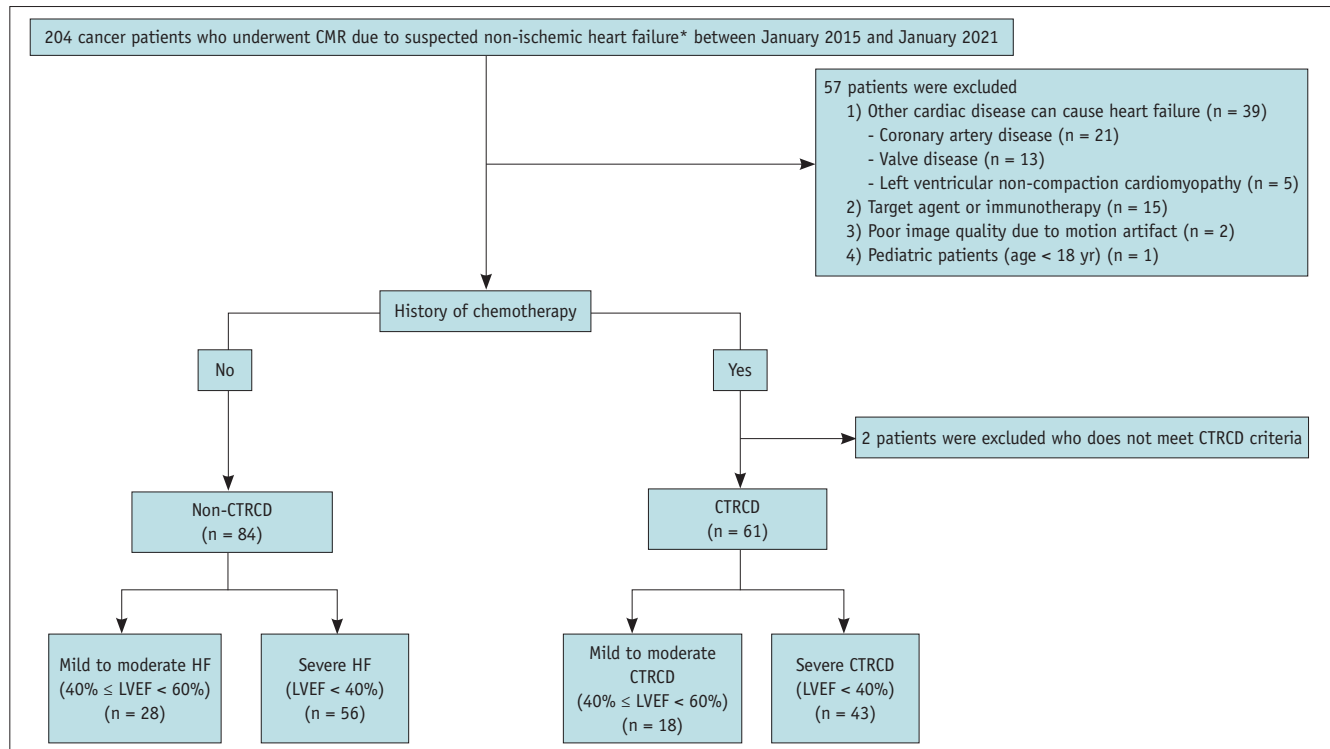 204 cancer patients who underwent CMR due to suspected non-ischemic heart failure* between January 2015 and January 2021
57 patients were excluded
1) Other cardiac disease can cause heart failure (n = 39)
- Coronary artery disease (n = 21)
- Valve disease (n = 13)
- Left ventricular non-compaction cardiomyopathy (n = 5)
2) Target agent or immunotherapy (n = 15)
3) Poor image quality due to motion artifact (n = 2)
4) Pediatric patients (age < 18 yr) (n = 1)
History of chemotherapy
No
Yes
2 patients were excluded who does not meet CTRCD criteria
Non-CTRCD
(n = 84)
CTRCD
(n = 61)
Mild to moderate HF
(40% ≤ LVEF < 60%)
(n = 28)
Severe HF
(LVEF < 40%)
(n = 56)
Mild to moderate
CTRCD
(40% ≤ LVEF < 60%)
(n = 18)
Severe CTRCD
(LVEF < 40%)
(n = 43)